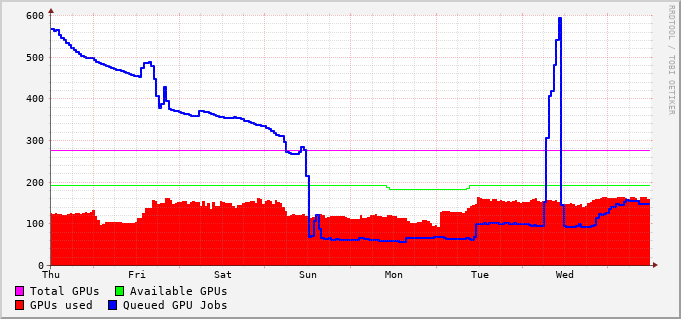 600
500
400
300
200
100
0
Thu Fri Sat Sun Mon Tue Wed
Total GPUs Available GPUs
GPUs used Queued GPU Jobs
RRDTOOL / TOBI OETIKER